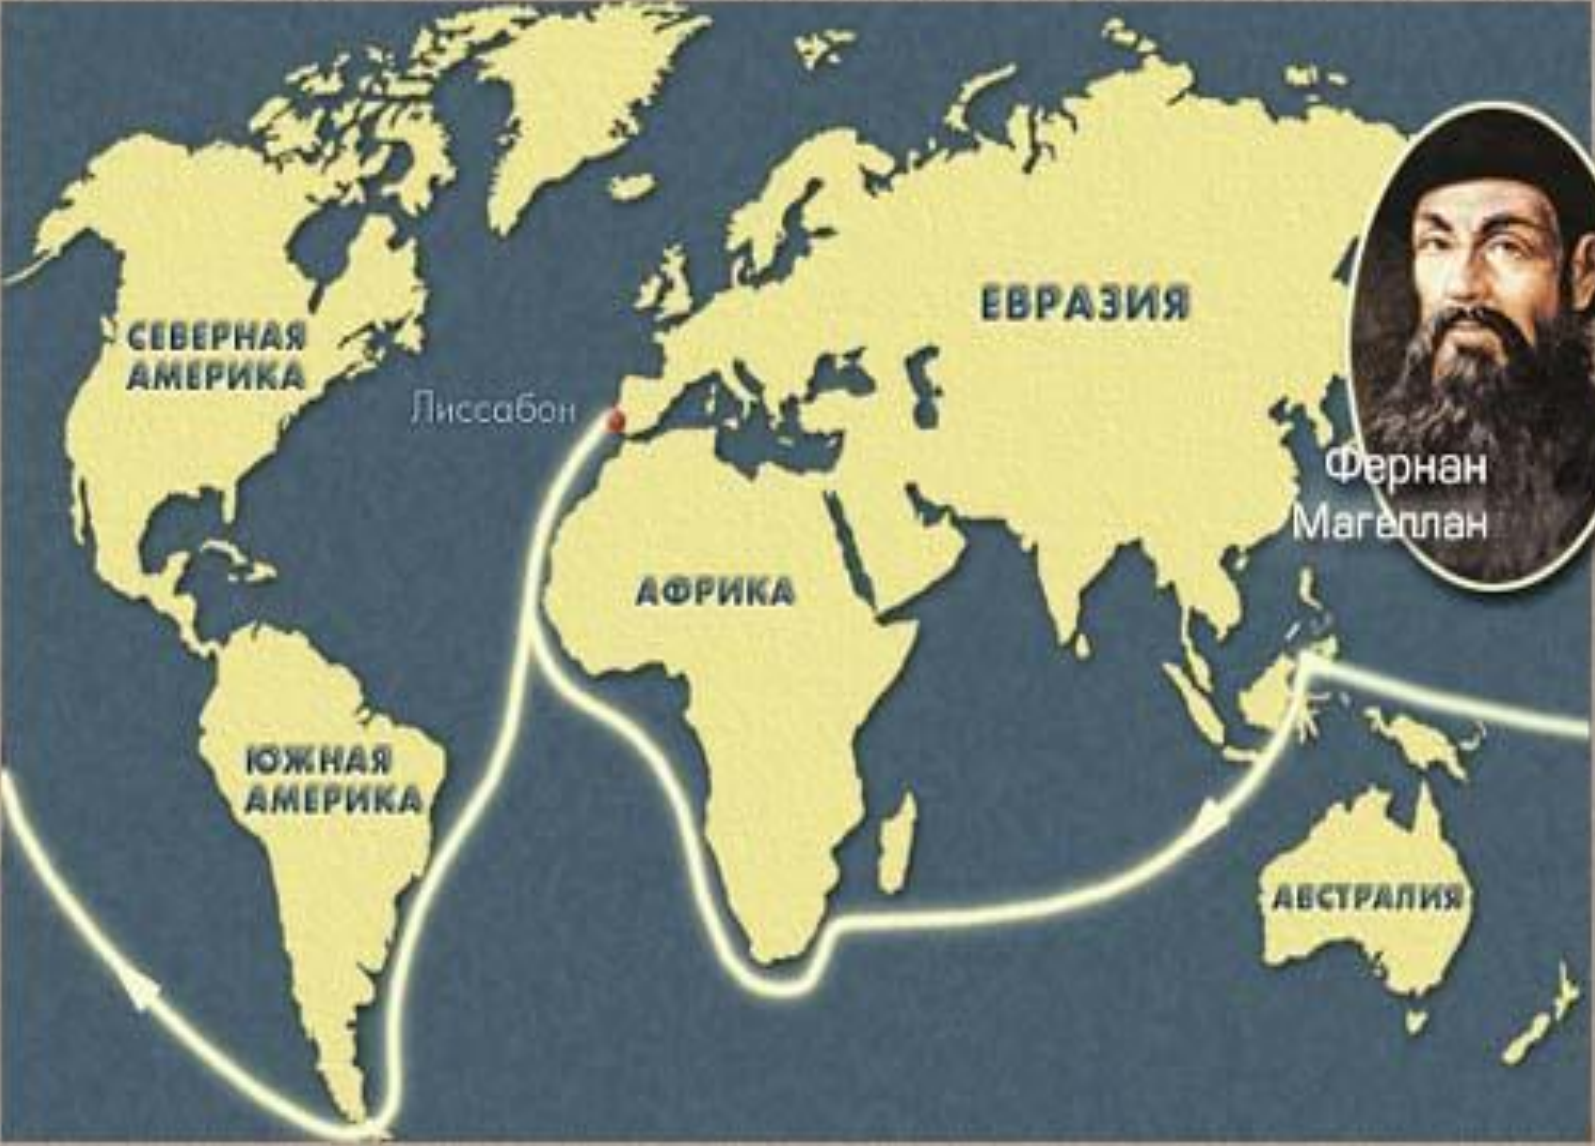 СЕВЕРНАЯ
АМЕРИКА
ЕВРАЗИЯ
Лиссабон
Фернан
Магеллан
АФРИКА
ЮЖНАЯ
АМЕРИКА
АВСТРАЛИЯ